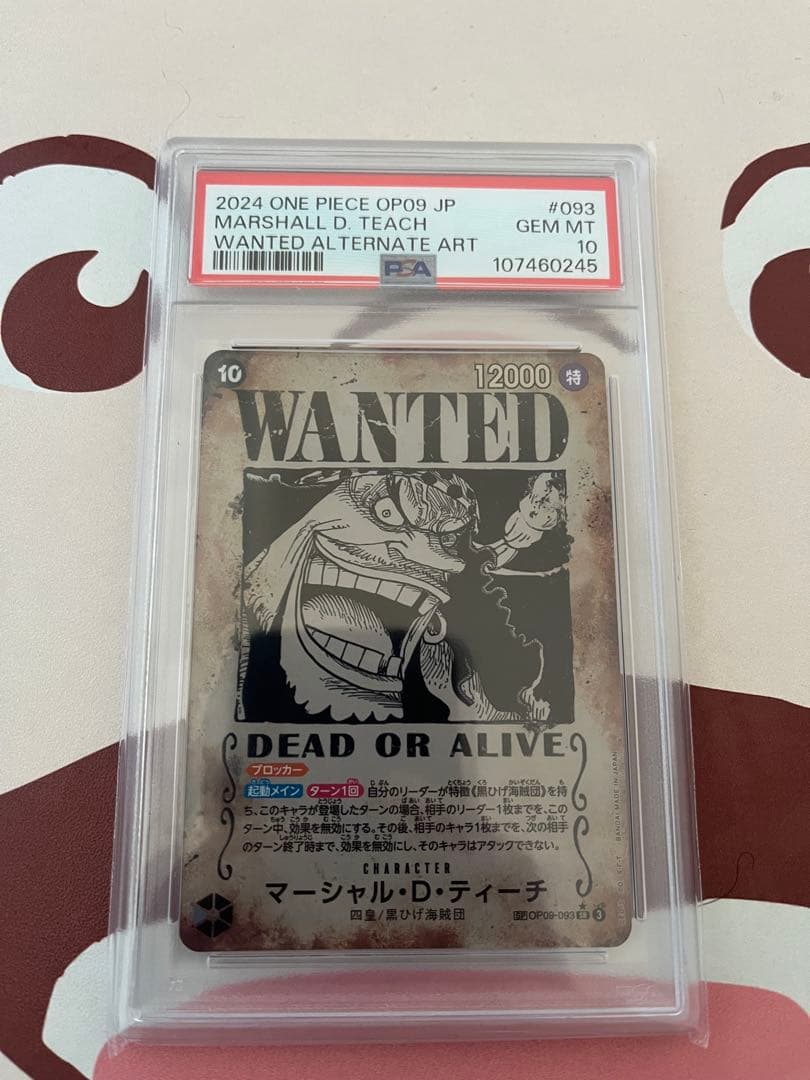 2024 ONE PIECE OP09 JP #093
MARSHALL D. TEACH GEM MT
WANTED ALTERNATE ART 10
PSA 107460245
10 12000 特
WANTED
DEAD OR ALIVE
ブロッカー
起動メイン ターン1回 自分のリーダーが特徴《黒ひげ海賊団》を持
ち、このキャラが登場したターンの場合、相手のリーダー1枚までを、この
ターン中、効果を無効にする。その後、相手のキャラ1枚までを、次の相手
のターン終了時まで、効果を無効にし、そのキャラはアタックできない。
CHARACTER
マーシャル・D・ティーチ
四皇/黒ひげ海賊団
SP OP09-093 SR 3
BANDAI MADE IN JAPAN